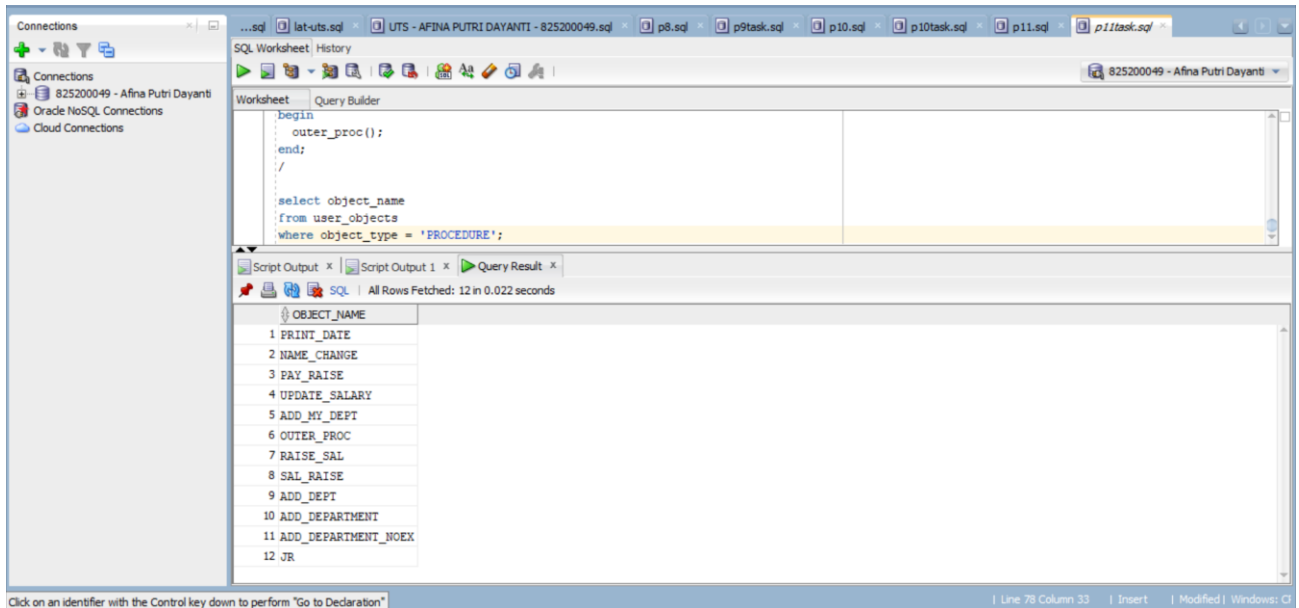 Connections
...sql lat-uts.sql UTS - AFINA PUTRI DAYANTI - 825200049.sql p8.sql p9task.sql p10.sql p10task.sql p11.sql p11task.sql
SQL Worksheet History
Connections
825200049 - Afina Putri Dayanti
Oracle NoSQL Connections
Cloud Connections
825200049 - Afina Putri Dayanti
Worksheet Query Builder
begin
outer_proc();
end;
/
select object_name
from user_objects
where object_type = 'PROCEDURE';
Script Output x Script Output 1 x Query Result x
SQL | All Rows Fetched: 12 in 0.022 seconds
OBJECT_NAME
1 PRINT_DATE
2 NAME_CHANGE
3 PAY_RAISE
4 UPDATE_SALARY
5 ADD_MY_DEPT
6 OUTER_PROC
7 RAISE_SAL
8 SAL_RAISE
9 ADD_DEPT
10 ADD_DEPARTMENT
11 ADD_DEPARTMENT_NOEX
12 JR
Click on an identifier with the Control key down to perform "Go to Declaration"
| Line 78 Column 33 | Insert | Modified | Windows: